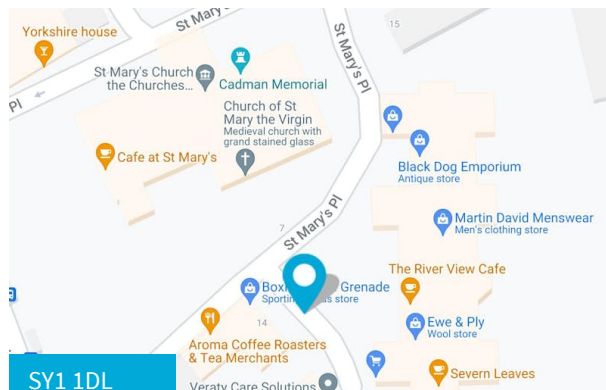 Yorkshire house
St Mary's
15
St Mary's Pl
St Mary's Church
the Churches...
Cadman Memorial
Pl
Church of St
Mary the Virgin
Medieval church with
grand stained glass
Cafe at St Mary's
Black Dog Emporium
Antique store
7
St Mary's Pl
Martin David Menswear
Men's clothing store
The River View Cafe
Grenade
store
14
Ewe & Ply
Wool store
Aroma Coffee Roasters
& Tea Merchants
SY1 1DL
Veraty Care Solutions
Severn Leaves